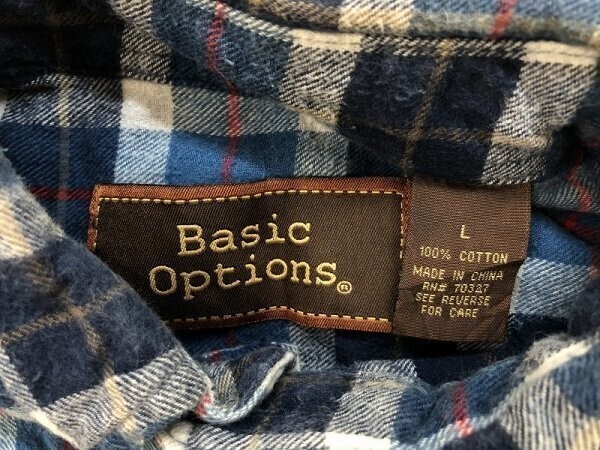 Basic
Options®
L
100% COTTON
MADE IN CHINA
RN# 70327
SEE REVERSE
FOR CARE